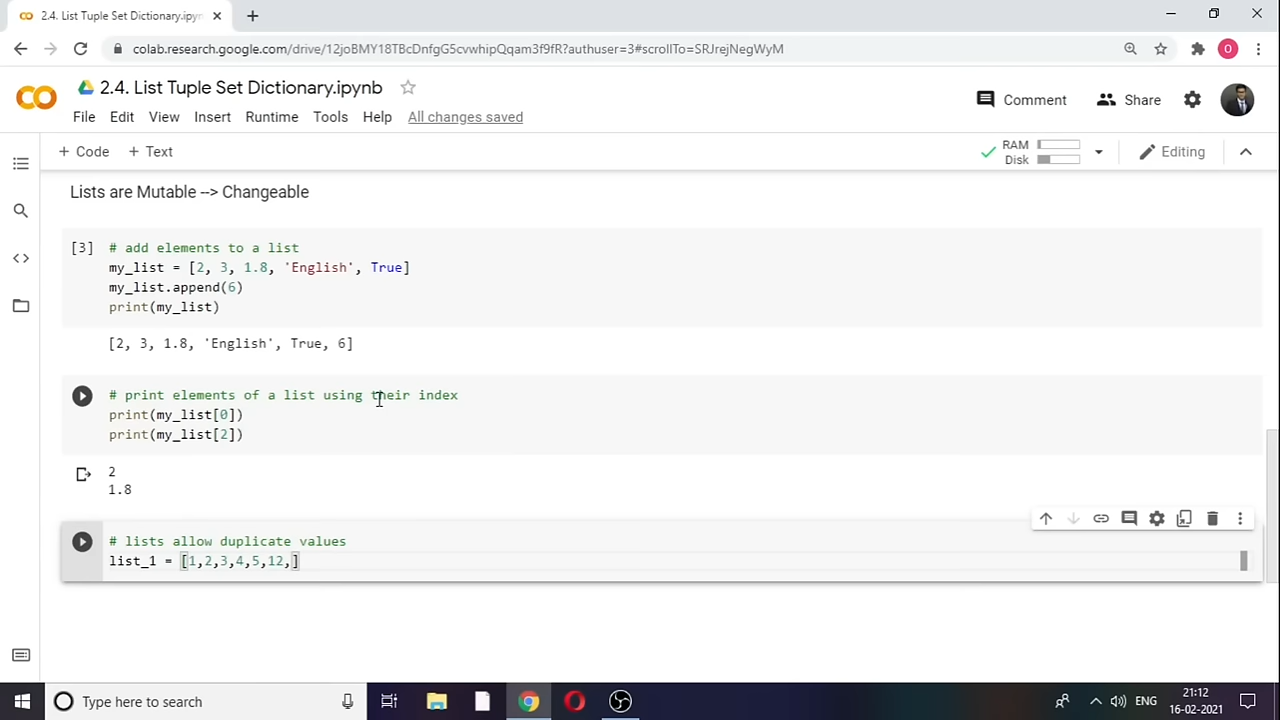 2.4. List Tuple Set Dictionary.ipyn
colab.research.google.com/drive/12joBMY18TBcDnfgG5cvwhipQqam3f9fR?authuser=3#scrollTo=SRJrejNegWyM
O
2.4. List Tuple Set Dictionary.ipynb
Comment
Share
File Edit View Insert Runtime Tools Help All changes saved
+ Code + Text
RAM
Disk
Editing
Lists are Mutable --> Changeable
[3] # add elements to a list
my_list = [2, 3, 1.8, 'English', True]
my_list.append(6)
print(my_list)
[2, 3, 1.8, 'English', True, 6]
# print elements of a list using their index
print(my_list[0])
print(my_list[2])
2
1.8
# lists allow duplicate values
list_1 = [1,2,3,4,5,12,]
Type here to search
ENG
21:12
16-02-2021